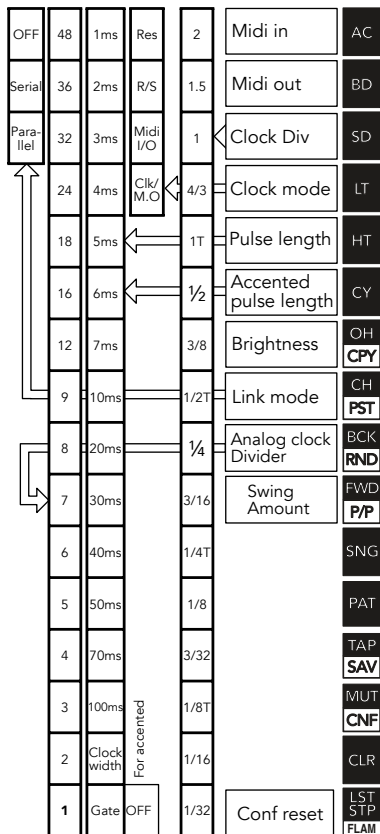 OFF 48 1ms Res 2 Midi in AC
Serial 36 2ms R/S 1.5 Midi out BD
Para-
llel 32 3ms Midi
I/O 1 Clock Div SD
24 4ms Clk/
M.O 4/3 Clock mode LT
18 5ms 1T Pulse length HT
16 6ms ½ Accented
pulse length CY
12 7ms 3/8 Brightness OH
CPY
9 10ms 1/2T Link mode CH
PST
8 20ms ¼ Analog clock
Divider BCK
RND
7 30ms 3/16 Swing
Amount FWD
P/P
6 40ms 1/4T SNG
5 50ms 1/8 PAT
4 70ms 3/32 TAP
SAV
3 100ms 1/8T MUT
CNF
For accented
2 Clock
width 1/16 CLR
1 Gate OFF 1/32 Conf reset LST
STP
FLAM